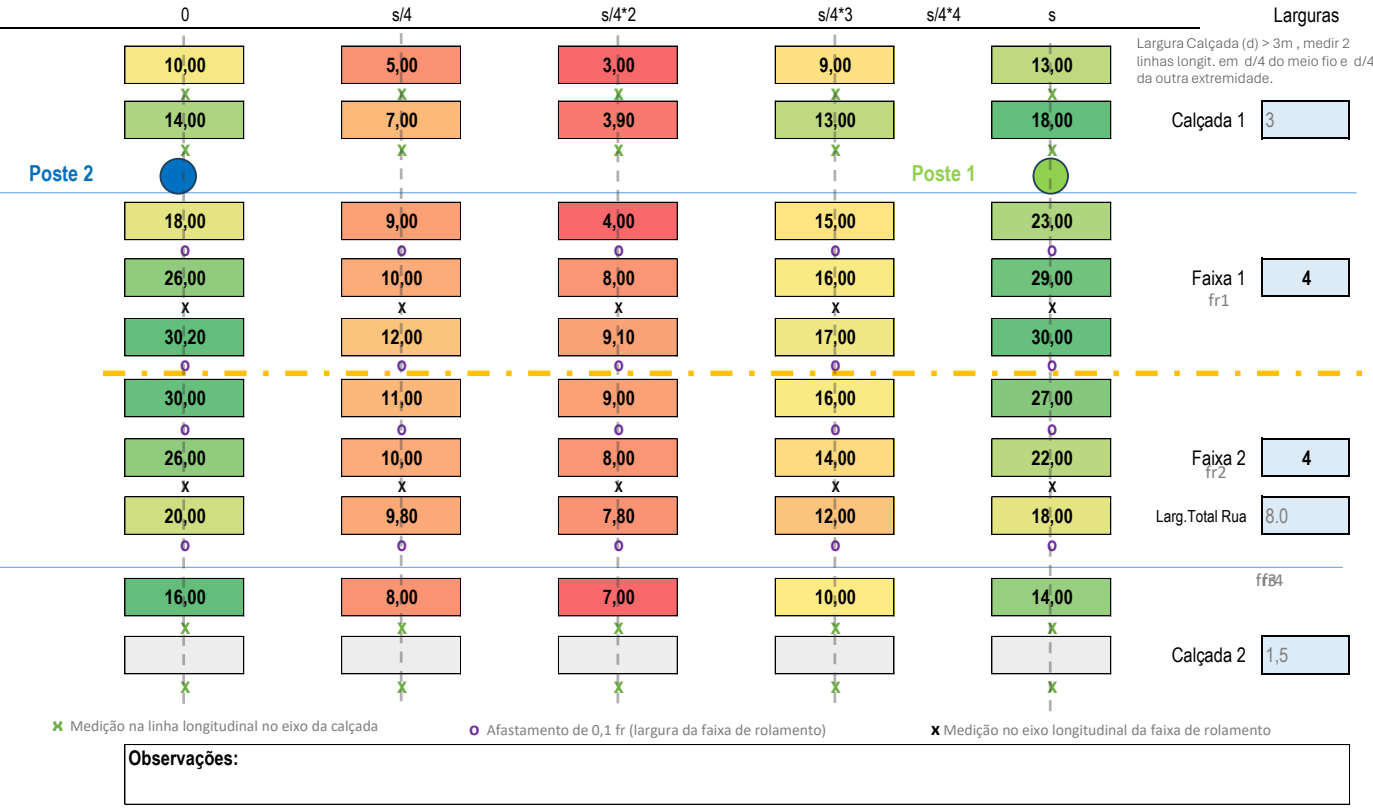 0 s/4 s/4*2 s/4*3 s/4*4 s Larguras
Largura Calçada (d) > 3m , medir 2
linhas longit. em d/4 do meio fio e d/4
da outra extremidade.
10,00 5,00 3,00 9,00 13,00
x x x x x
14,00 7,00 3,90 13,00 18,00 Calçada 1 3
x x x x x
Poste 2 Poste 1
18,00 9,00 4,00 15,00 23,00
o o o o o
26,00 10,00 8,00 16,00 29,00 Faixa 1 4
fr1
x x x x x
30,20 12,00 9,10 17,00 30,00
o o o o o
30,00 11,00 9,00 16,00 27,00
o o o o o
26,00 10,00 8,00 14,00 22,00 Faixa 2 4
fr2
x x x x x
20,00 9,80 7,80 12,00 18,00 Larg.Total Rua 8.0
o o o o o
16,00 8,00 7,00 10,00 14,00
x x x x x
Calçada 2 1,5
x x x x x
x Medição na linha longitudinal no eixo da calçada o Afastamento de 0,1 fr (largura da faixa de rolamento) x Medição no eixo longitudinal da faixa de rolamento
Observações: